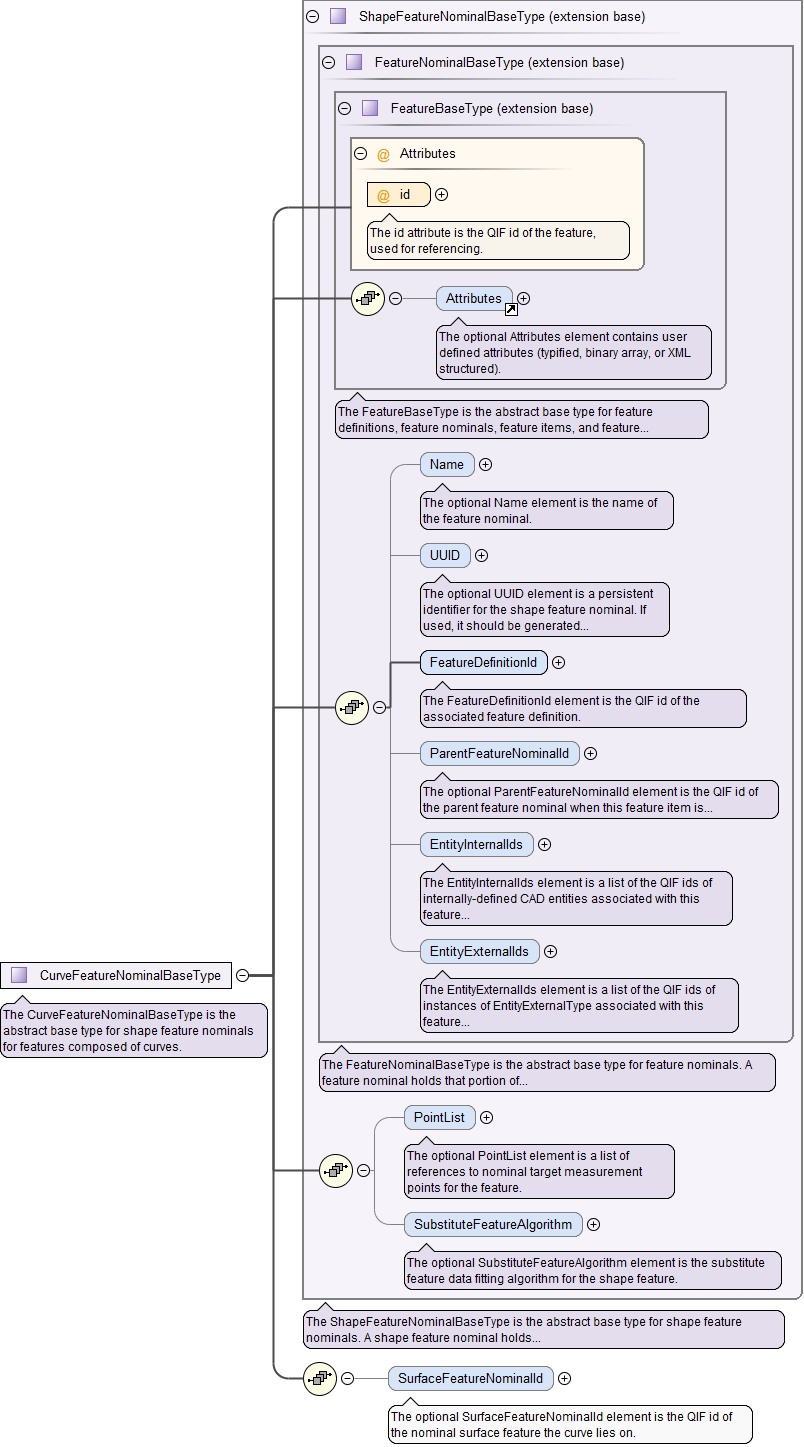 ShapeFeatureNominalBaseType (extension base)
FeatureNominalBaseType (extension base)
FeatureBaseType (extension base)
@ Attributes
@ id
The id attribute is the QIF id of the feature,
used for referencing.
Attributes
The optional Attributes element contains user
defined attributes (typified, binary array, or XML
structured).
The FeatureBaseType is the abstract base type for feature
definitions, feature nominals, feature items, and feature...
Name
The optional Name element is the name of
the feature nominal.
UUID
The optional UUID element is a persistent
identifier for the shape feature nominal. If
used, it should be generated...
FeatureDefinitionId
The FeatureDefinitionId element is the QIF id of the
associated feature definition.
ParentFeatureNominalId
The optional ParentFeatureNominalId element is the QIF id of
the parent feature nominal when this feature item is...
EntityInternalIds
The EntityInternalIds element is a list of the QIF ids of
internally-defined CAD entities associated with this
feature...
EntityExternalIds
The EntityExternalIds element is a list of the QIF ids of
instances of EntityExternalType associated with this
feature...
CurveFeatureNominalBaseType
The CurveFeatureNominalBaseType is the
abstract base type for shape feature nominals
for features composed of curves.
The FeatureNominalBaseType is the abstract base type for feature nominals. A
feature nominal holds that portion of...
PointList
The optional PointList element is a list of
references to nominal target measurement
points for the feature.
SubstituteFeatureAlgorithm
The optional SubstituteFeatureAlgorithm element is the substitute
feature data fitting algorithm for the shape feature.
The ShapeFeatureNominalBaseType is the abstract base type for shape feature
nominals. A shape feature nominal holds...
SurfaceFeatureNominalId
The optional SurfaceFeatureNominalId element is the QIF id of
the nominal surface feature the curve lies on.